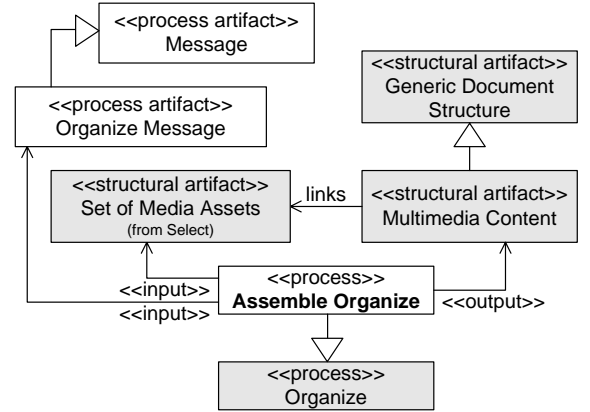 <<process artifact>>
Message
<<structural artifact>>
Generic Document
Structure
<<process artifact>>
Organize Message
<<structural artifact>>
Set of Media Assets
(from Select)
links
<<structural artifact>>
Multimedia Content
<<process>>
Assemble Organize
<<input>>
<<input>>
<<output>>
<<process>>
Organize